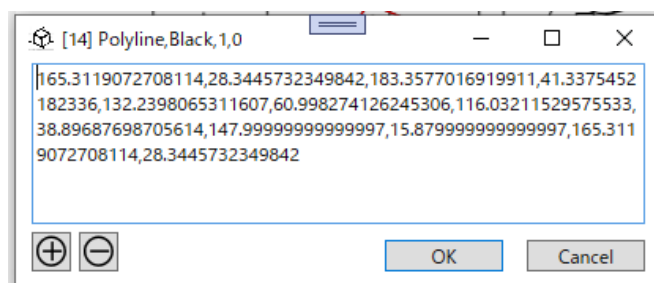 [14] Polyline,Black,1,0
165.3119072708114,28.3445732349842,183.3577016919911,41.3375452
182336,132.2398065311607,60.998274126245306,116.03211529575533,
38.89687698705614,147.99999999999997,15.879999999999997,165.311
9072708114,28.3445732349842
OK
Cancel